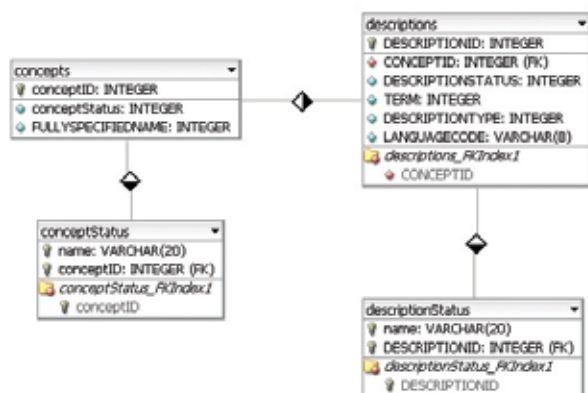 concepts
conceptID: INTEGER
conceptStatus: INTEGER
FULLYSPECIFIEDNAME: INTEGER
descriptions
DESCRIPTIONID: INTEGER
CONCEPTID: INTEGER (FK)
DESCRIPTIONSTATUS: INTEGER
TERM: INTEGER
DESCRIPTIONTYPE: INTEGER
LANGUAGECODE: VARCHAR(8)
descriptions_FKIndex1
CONCEPTID
conceptStatus
name: VARCHAR(20)
conceptID: INTEGER (FK)
conceptStatus_FKIndex1
conceptID
descriptionStatus
name: VARCHAR(20)
DESCRIPTIONID: INTEGER (FK)
descriptionStatus_FKIndex1
DESCRIPTIONID